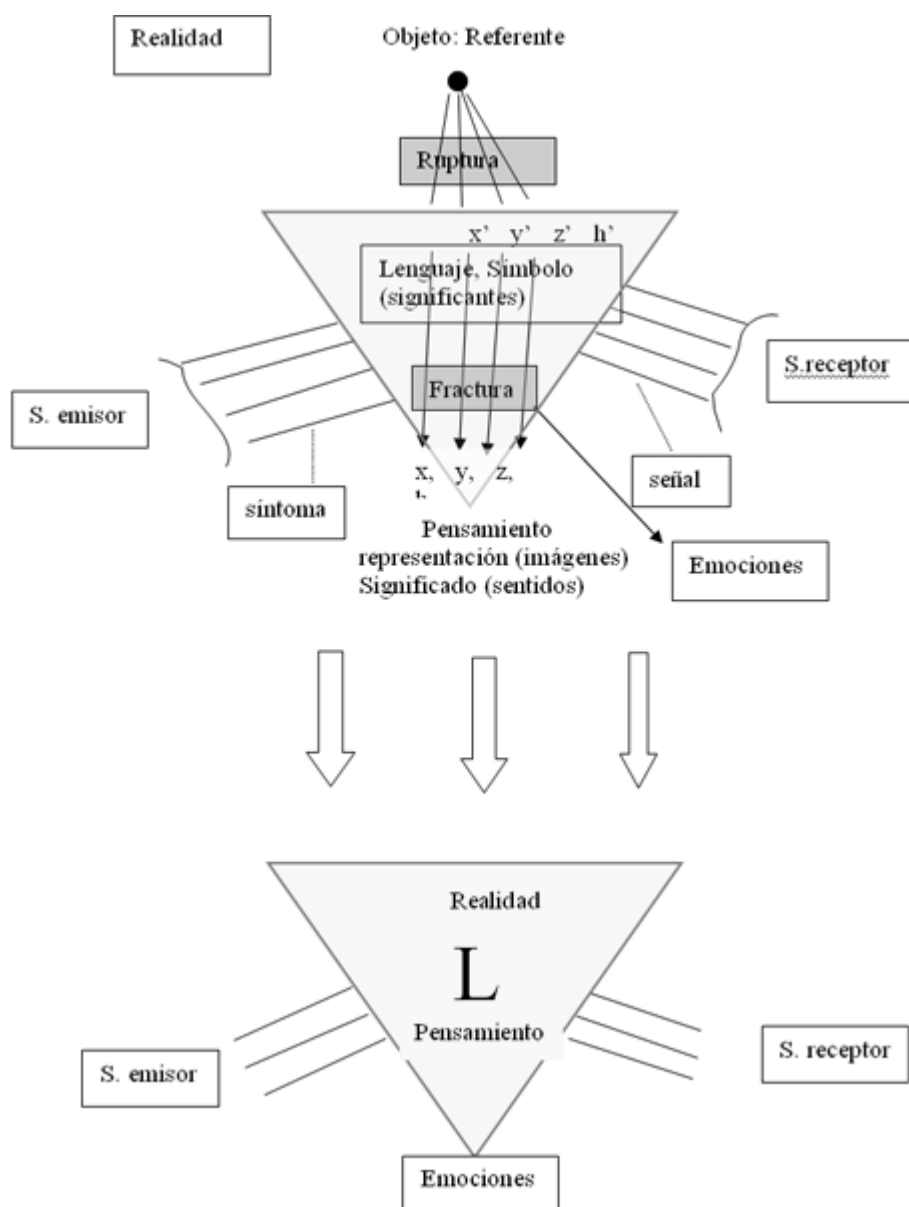 Realidad
Objeto: Referente
Ruptura
x’ y’ z’ h’
Lenguaje, Símbolo
(significantes)
S.receptor
Fractura
S. emisor
x, y, z,
señal
síntoma
Pensamiento
representación (imágenes)
Significado (sentidos)
Emociones
Realidad
L
Pensamiento
S. emisor
S. receptor
Emociones